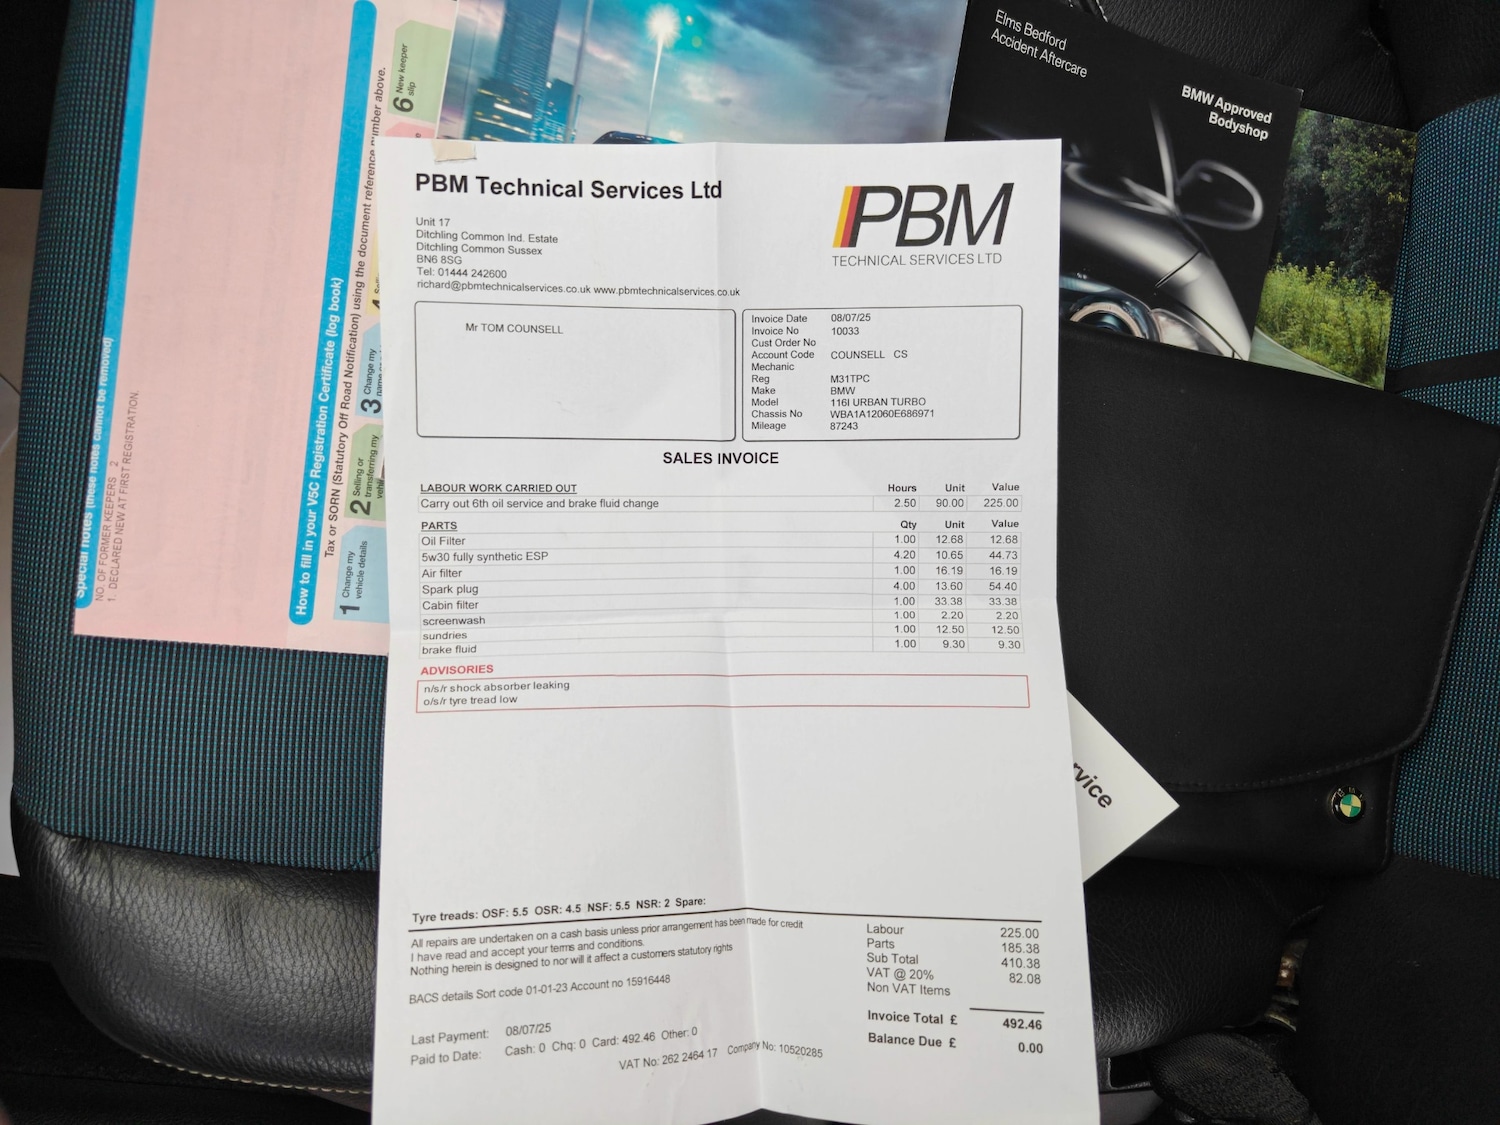 PBM Technical Services Ltd
Unit 17
Ditchling Common Ind. Estate
Ditchling Common Sussex
BN6 8SG
Tel: 01444 242600
richard@pbmtechnicalservices.co.uk www.pbmtechnicalservices.co.uk
PBM
TECHNICAL SERVICES LTD
Mr TOM COUNSELL
Invoice Date 08/07/25
Invoice No 10033
Cust Order No
Account Code COUNSELL CS
Mechanic
Reg M31TPC
Make BMW
Model 116I URBAN TURBO
Chassis No WBA1A12060E686971
Mileage 87243
SALES INVOICE
LABOUR WORK CARRIED OUT Hours Unit Value
Carry out 6th oil service and brake fluid change 2.50 90.00 225.00
PARTS Qty Unit Value
Oil Filter 1.00 12.68 12.68
5w30 fully synthetic ESP 4.20 10.65 44.73
Air filter 1.00 16.19 16.19
Spark plug 4.00 13.60 54.40
Cabin filter 1.00 33.38 33.38
screenwash 1.00 2.20 2.20
sundries 1.00 12.50 12.50
brake fluid 1.00 9.30 9.30
ADVISORIES
n/s/r shock absorber leaking
o/s/r tyre tread low
Tyre treads: OSF: 5.5 OSR: 4.5 NSF: 5.5 NSR: 2 Spare:
All repairs are undertaken on a cash basis unless prior arrangement has been made for credit
I have read and accept your terms and conditions.
Nothing herein is designed to nor will it affect a customers statutory rights
BACS details Sort code 01-01-23 Account no 15916448
Last Payment: 08/07/25
Paid to Date: Cash: 0 Chq: 0 Card: 492.46 Other: 0
VAT No: 262 2464 17 Company No: 10520285
Labour 225.00
Parts 185.38
Sub Total 410.38
VAT @ 20% 82.08
Non VAT Items
Invoice Total £ 492.46
Balance Due £ 0.00
Special notes (these notes cannot be removed)
NO. OF FORMER KEEPERS 2
1. DECLARED NEW AT FIRST REGISTRATION.
How to fill in your V5C Registration Certificate (log book)
Tax or SORN (Statutory Off Road Notification) using the document reference number above.
1 Change my
vehicle details
2 Selling or
transferring my
3 Change my
4
6 New keeper
slip
Elms Bedford
Accident Aftercare
BMW Approved
Bodyshop
rvice
BMW